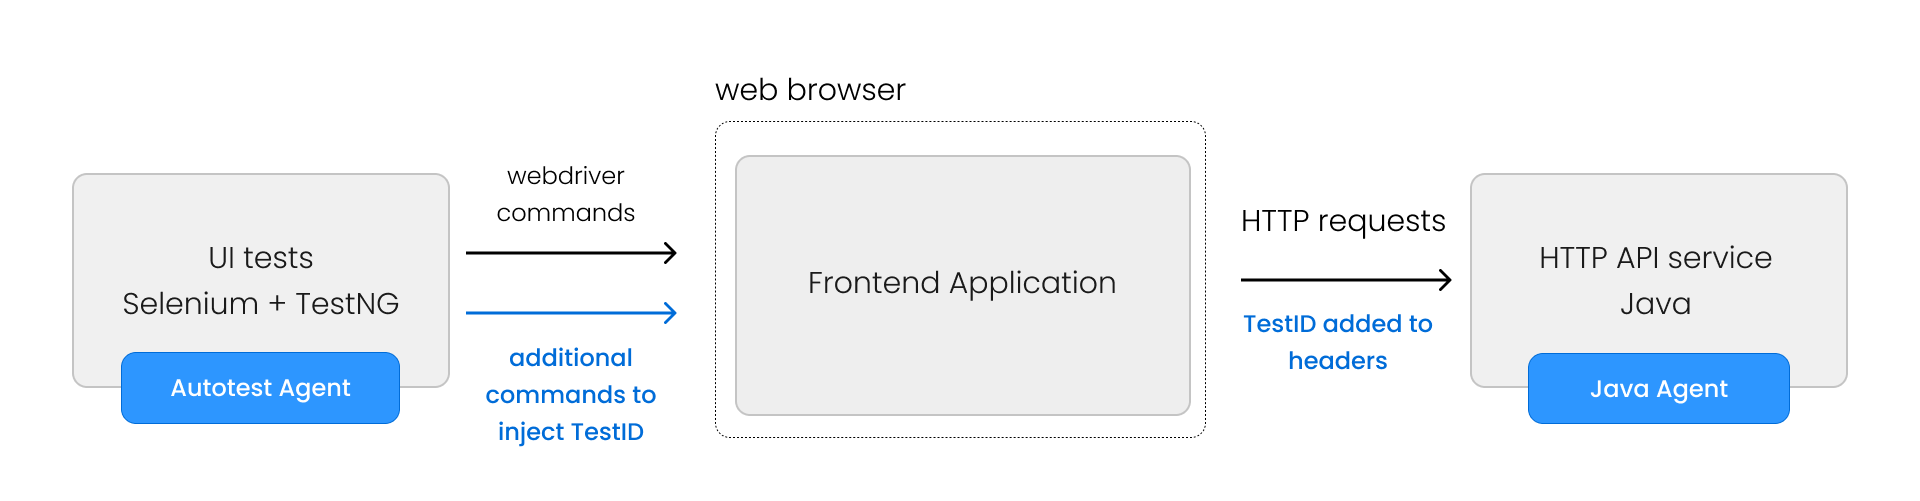 web browser
webdriver
commands
UI tests
Selenium + TestNG
Autotest Agent
additional
commands to
inject TestID
Frontend Application
HTTP requests
TestID added to
headers
HTTP API service
Java
Java Agent